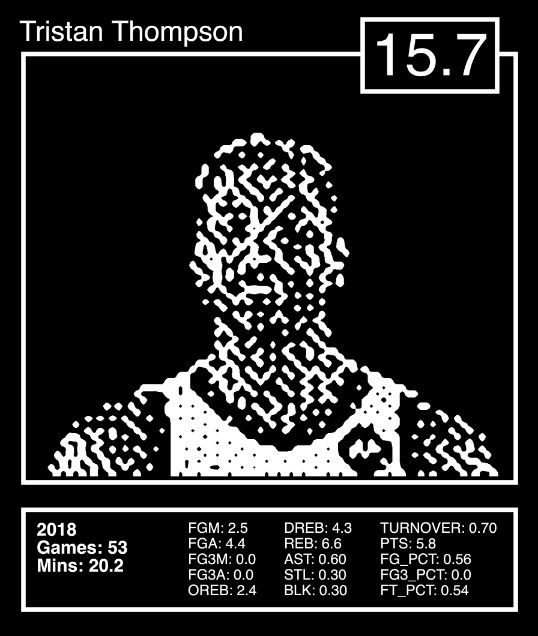 Tristan Thompson
15.7
2018
Games: 53
Mins: 20.2
FGM: 2.5
FGA: 4.4
FG3M: 0.0
FG3A: 0.0
OREB: 2.4
DREB: 4.3
REB: 6.6
AST: 0.60
STL: 0.30
BLK: 0.30
TURNOVER: 0.70
PTS: 5.8
FG_PCT: 0.56
FG3_PCT: 0.0
FT_PCT: 0.54